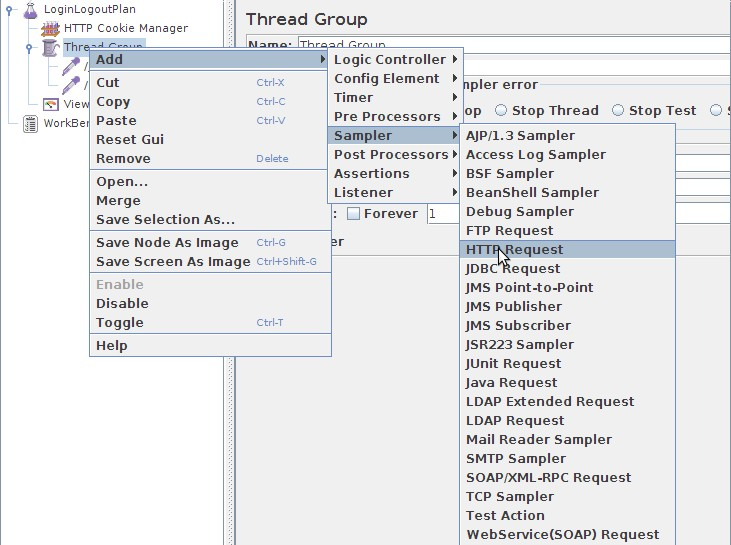 LoginLogoutPlan
HTTP Cookie Manager
Thread Group
/
/
View
WorkBen
Thread Group
Name: Thread Group
mpler error
op Stop Thread Stop Test S
: Forever 1
er
Add
Cut Ctrl-X
Copy Ctrl-C
Paste Ctrl-V
Reset Gui
Remove Delete
Open...
Merge
Save Selection As...
Save Node As Image Ctrl-G
Save Screen As Image Ctrl+Shift-G
Enable
Disable
Toggle Ctrl-T
Help
Logic Controller
Config Element
Timer
Pre Processors
Sampler
Post Processors
Assertions
Listener
AJP/1.3 Sampler
Access Log Sampler
BSF Sampler
BeanShell Sampler
Debug Sampler
FTP Request
HTTP Request
JDBC Request
JMS Point-to-Point
JMS Publisher
JMS Subscriber
JSR223 Sampler
JUnit Request
Java Request
LDAP Extended Request
LDAP Request
Mail Reader Sampler
SMTP Sampler
SOAP/XML-RPC Request
TCP Sampler
Test Action
WebService(SOAP) Request